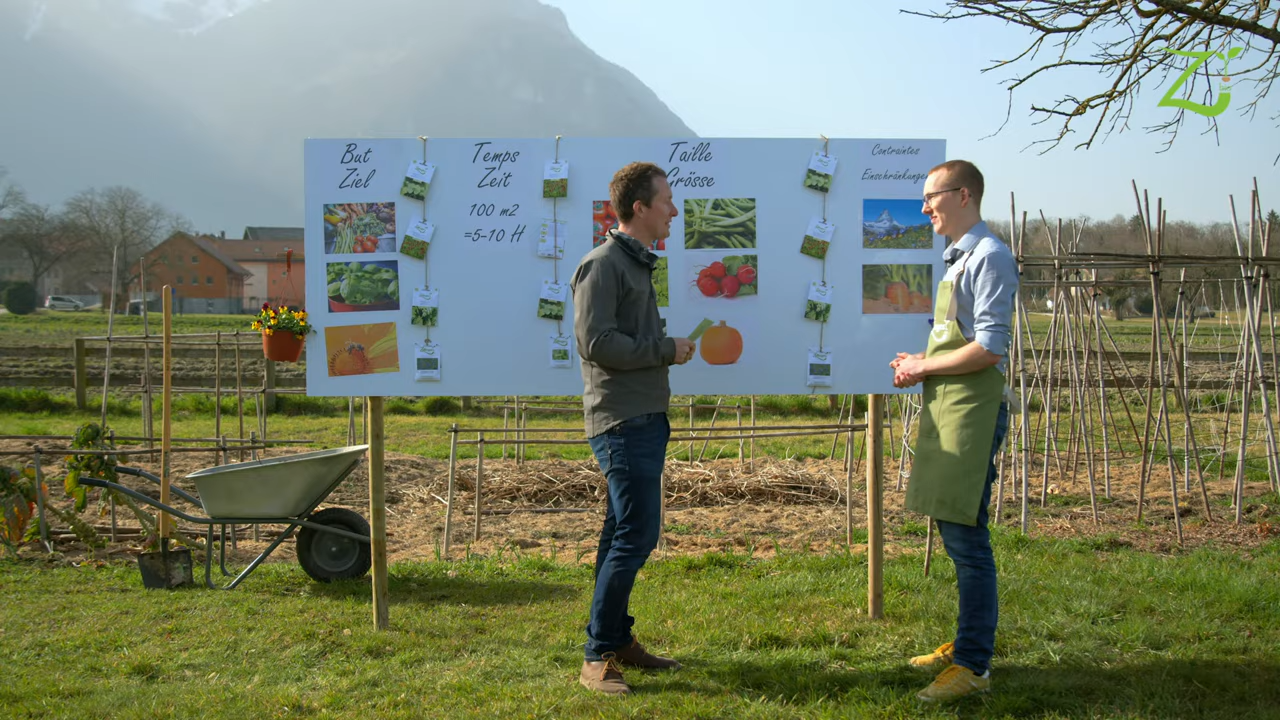 But
Ziel
Temps
Zeit
100 m2
=5-10 H
Taille
Grösse
Contraintes
Einschränkungen